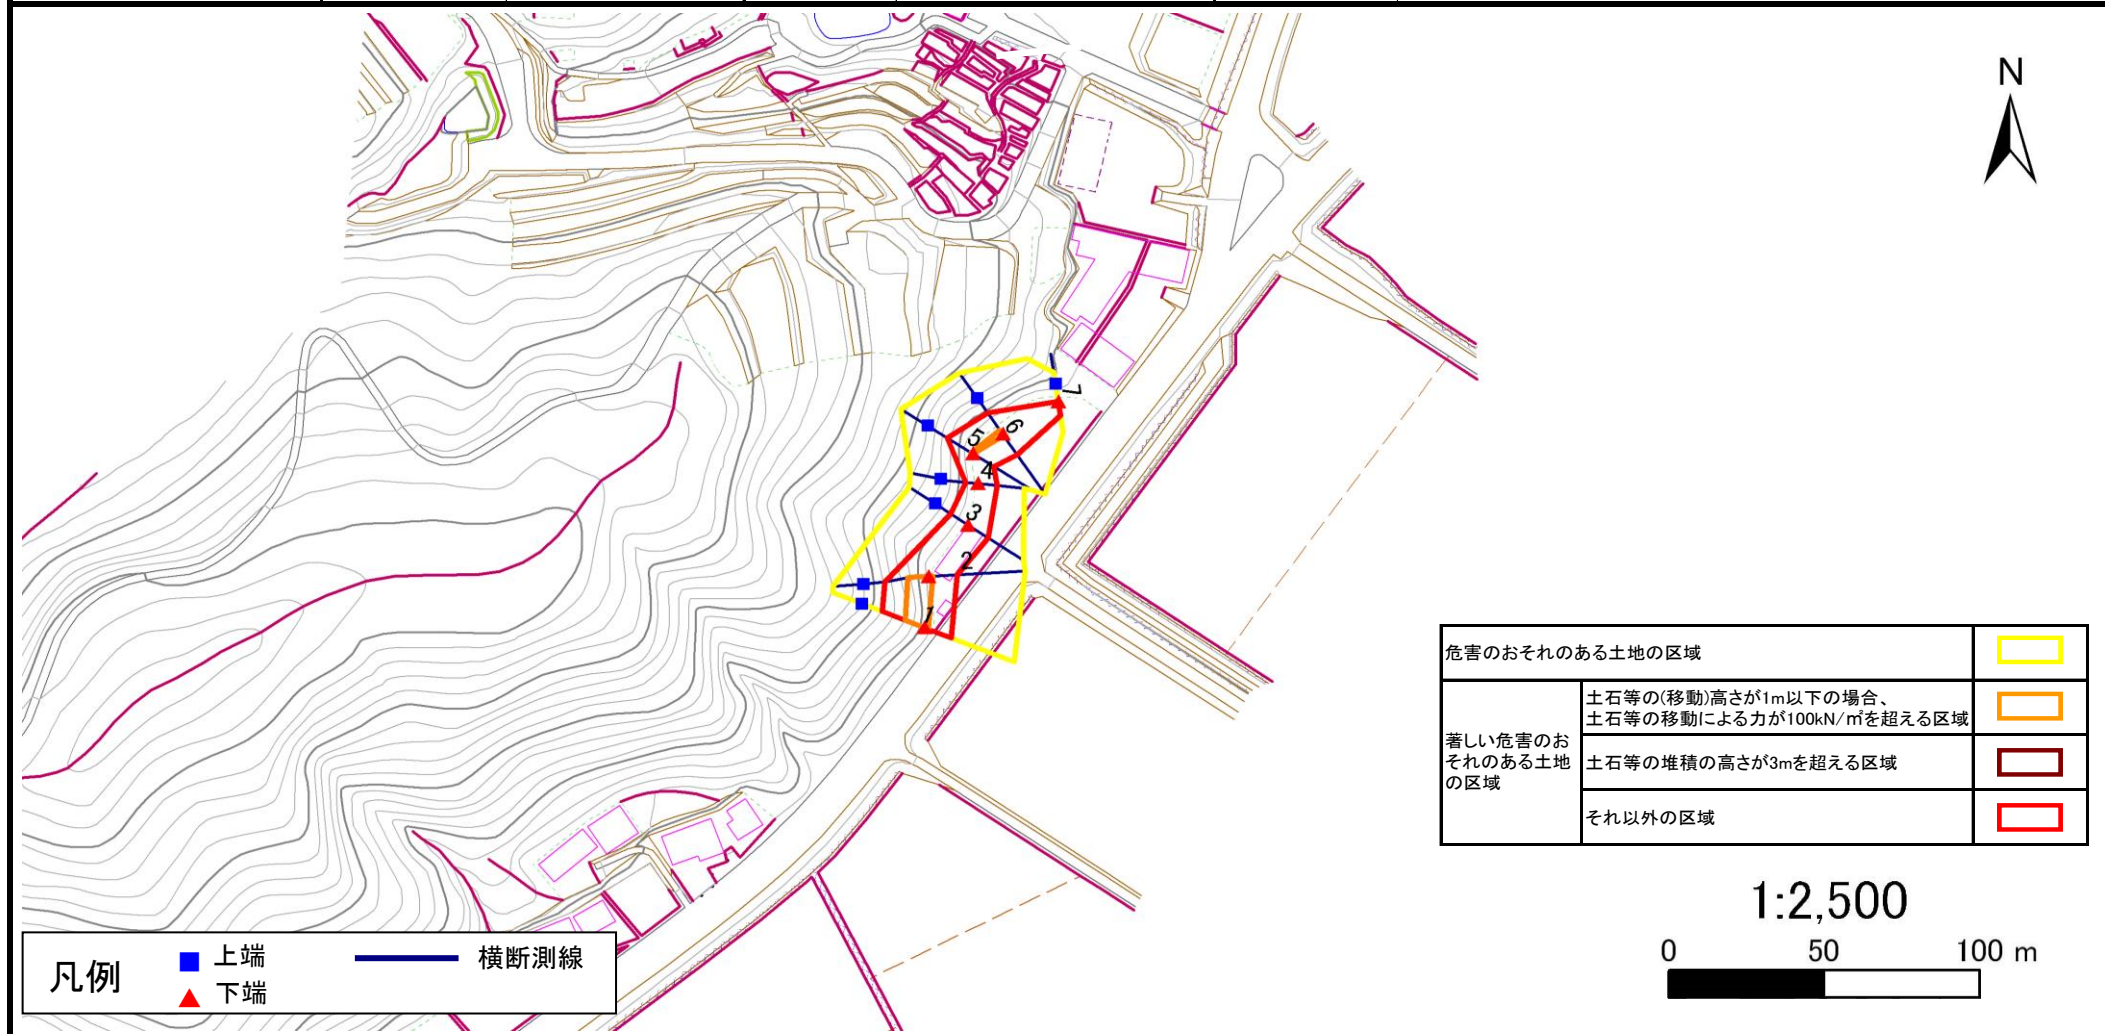 N
7
6
5
4
3
2
1
危害のおそれのある土地の区域
著しい危害のお
それのある土地
の区域
土石等の(移動)高さが1m以下の場合、
土石等の移動による力が100kN/㎡を超える区域
土石等の堆積の高さが3mを超える区域
それ以外の区域
1:2,500
0 50 100 m
凡例
上端
横断測線
下端